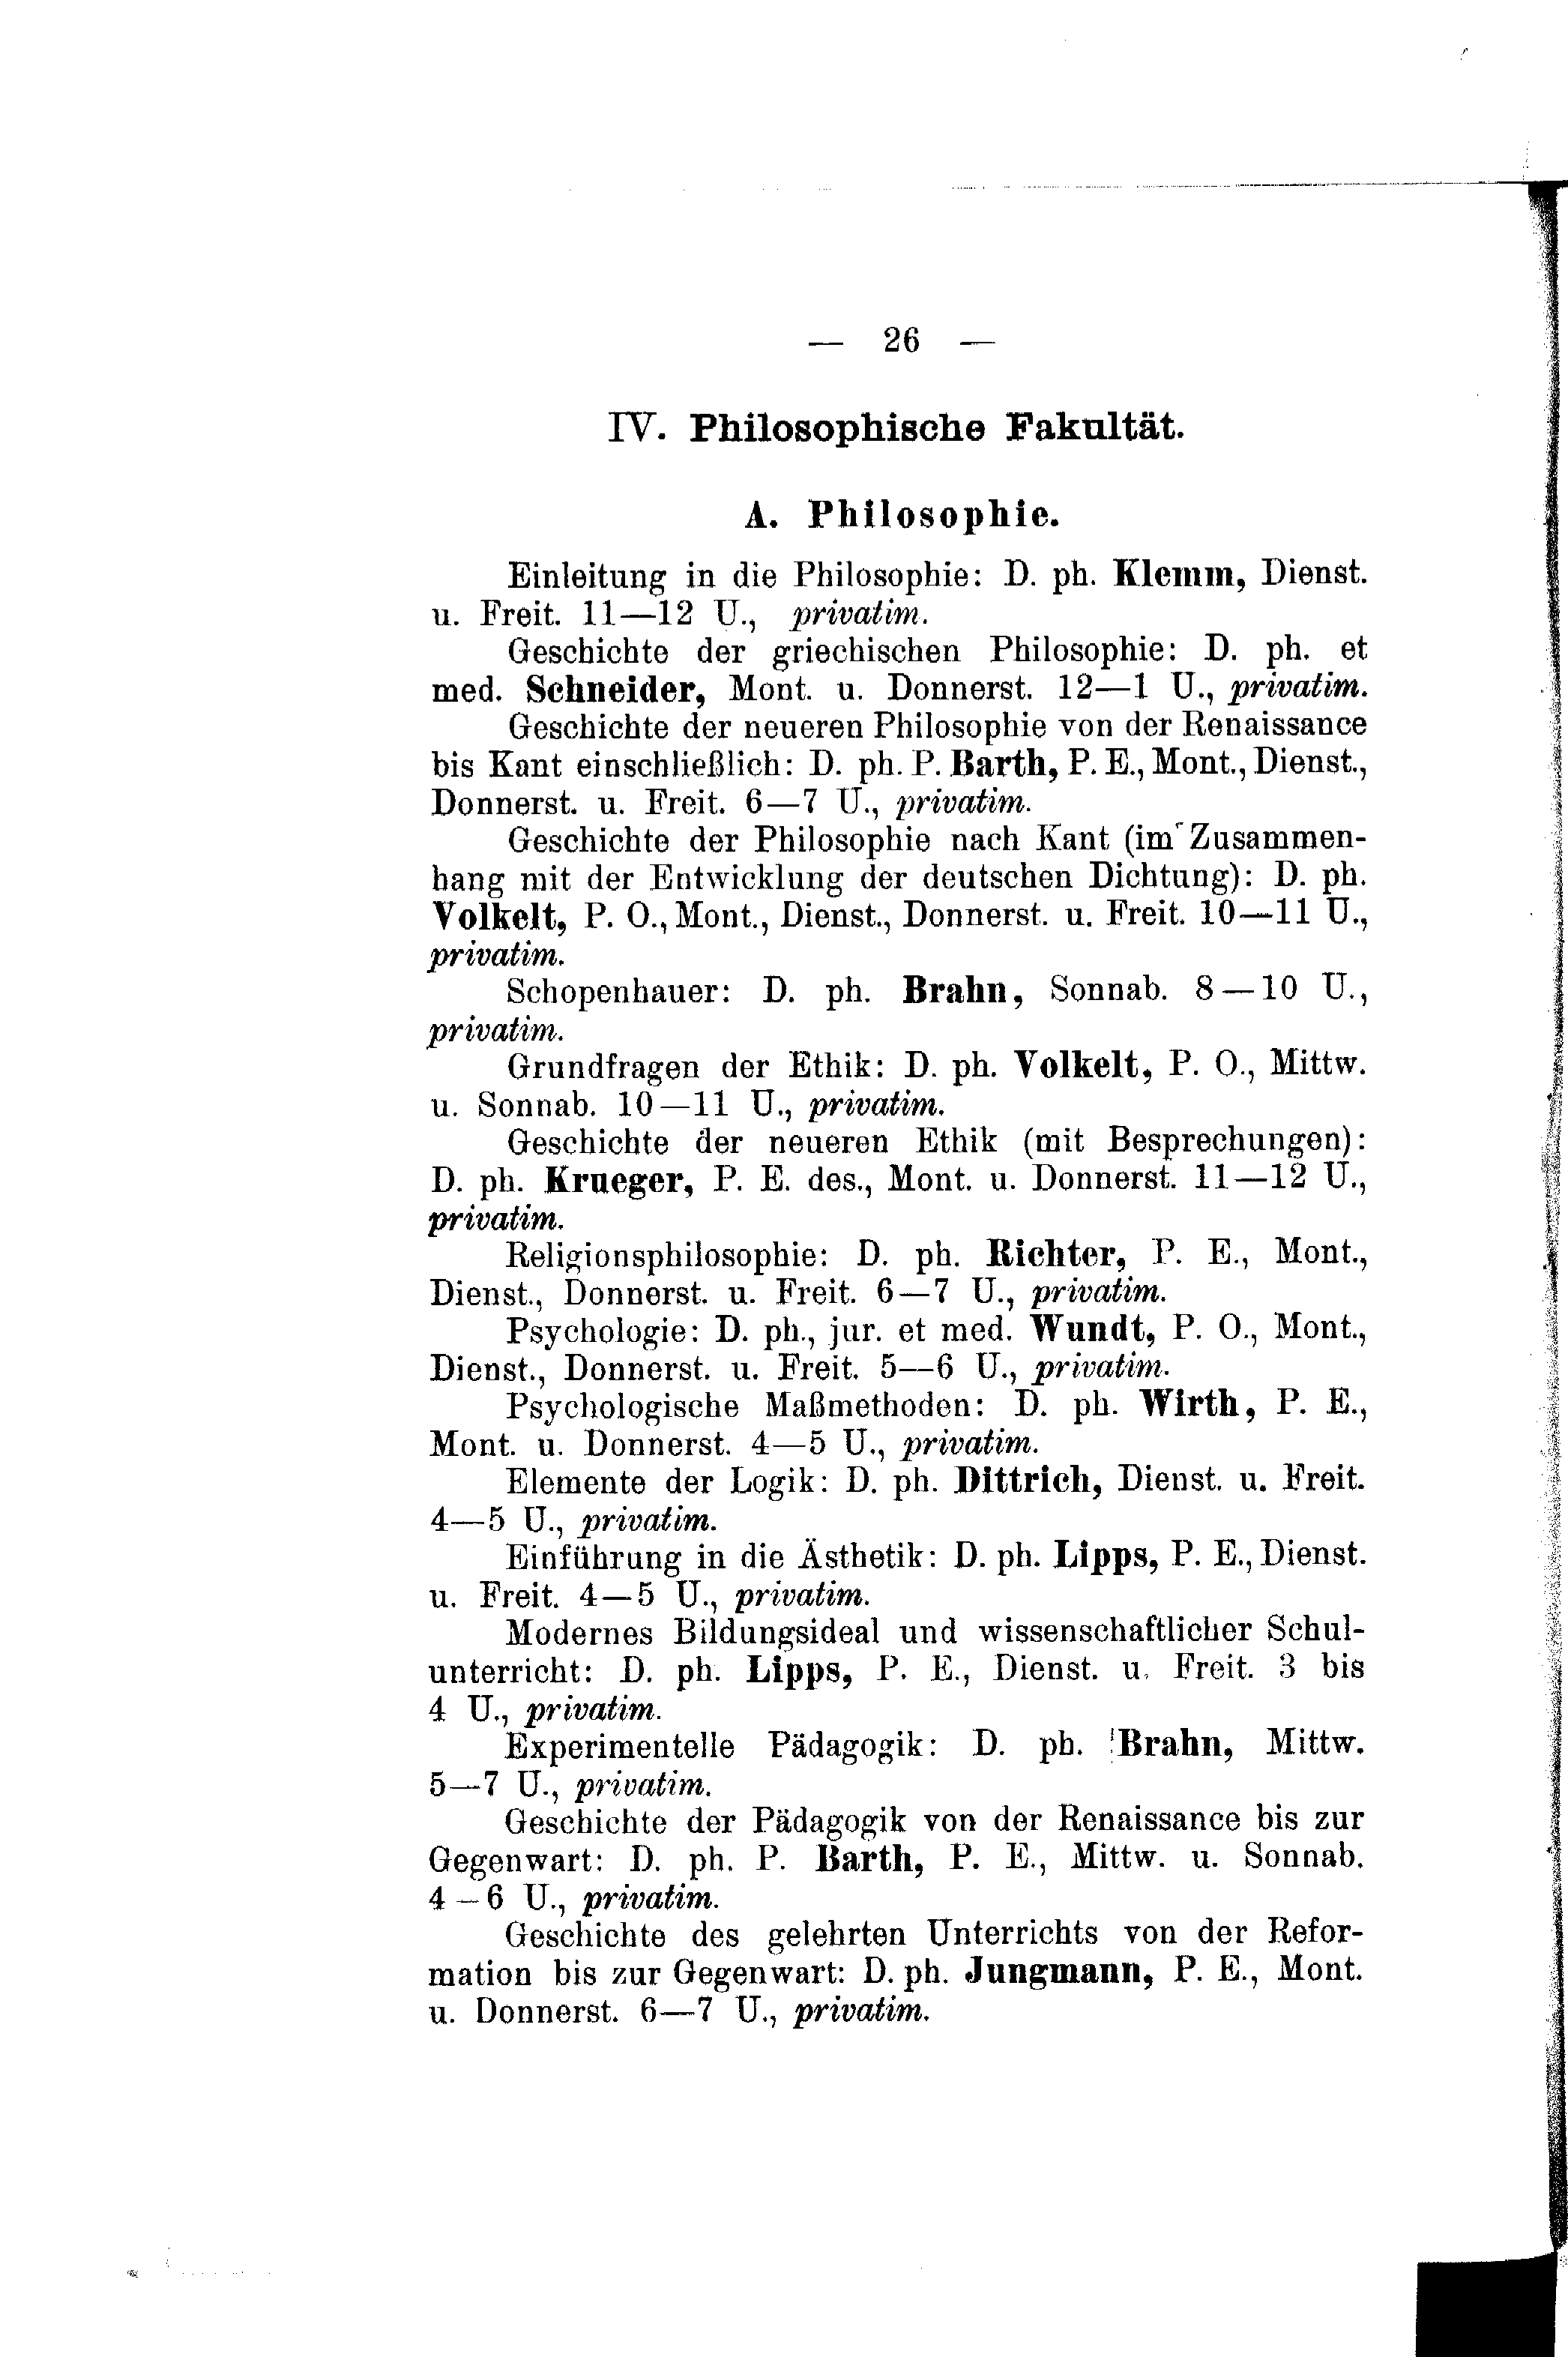 — 26 —
IV. Philosophische Fakultät.
A. Philosophie.
Einleitung in die Philosophie: D. ph. Klemm, Dienst.
u. Freit. 11—12 U., privatim.
Geschichte der griechischen Philosophie: D. ph. et
med. Schneider, Mont. u. Donnerst. 12—1 U., privatim.
Geschichte der neueren Philosophie von der Renaissance
bis Kant einschließlich: D. ph. P. Barth, P. E., Mont., Dienst.,
Donnerst. u. Freit. 6—7 U., privatim.
Geschichte der Philosophie nach Kant (im Zusammen-
hang mit der Entwicklung der deutschen Dichtung): D. ph.
Volkelt, P. O., Mont., Dienst., Donnerst. u. Freit. 10—11 U.,
privatim.
Schopenhauer: D. ph. Brahn, Sonnab. 8—10 U.,
privatim.
Grundfragen der Ethik: D. ph. Volkelt, P. O., Mittw.
u. Sonnab. 10—11 U., privatim.
Geschichte der neueren Ethik (mit Besprechungen):
D. ph. Krueger, P. E. des., Mont. u. Donnerst. 11—12 U.,
privatim.
Religionsphilosophie: D. ph. Richter, P. E., Mont.,
Dienst., Donnerst. u. Freit. 6—7 U., privatim.
Psychologie: D. ph., jur. et med. Wundt, P. O., Mont.,
Dienst., Donnerst. u. Freit. 5—6 U., privatim.
Psychologische Maßmethoden: D. ph. Wirth, P. E.,
Mont. u. Donnerst. 4—5 U., privatim.
Elemente der Logik: D. ph. Dittrich, Dienst. u. Freit.
4—5 U., privatim.
Einführung in die Ästhetik: D. ph. Lipps, P. E., Dienst.
u. Freit. 4—5 U., privatim.
Modernes Bildungsideal und wissenschaftlicher Schul-
unterricht: D. ph. Lipps, P. E., Dienst. u. Freit. 3 bis
4 U., privatim.
Experimentelle Pädagogik: D. ph. Brahn, Mittw.
5—7 U., privatim.
Geschichte der Pädagogik von der Renaissance bis zur
Gegenwart: D. ph. P. Barth, P. E., Mittw. u. Sonnab.
4—6 U., privatim.
Geschichte des gelehrten Unterrichts von der Refor-
mation bis zur Gegenwart: D. ph. Jungmann, P. E., Mont.
u. Donnerst. 6—7 U., privatim.